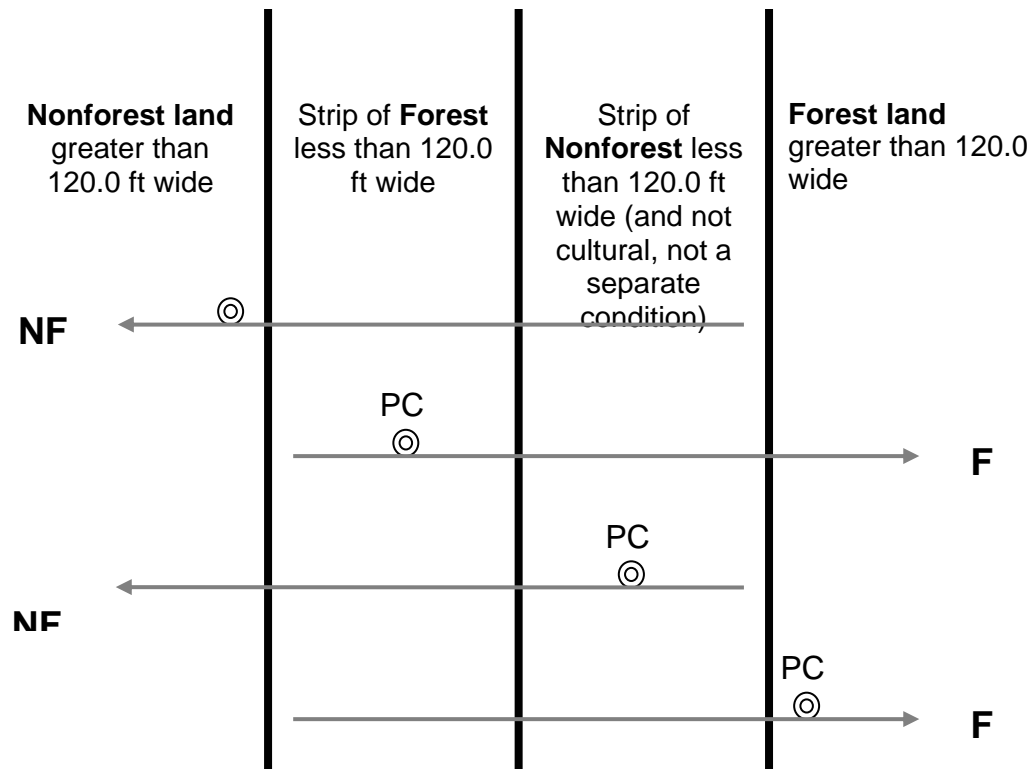 Nonforest land
greater than
120.0 ft wide
Strip of Forest
less than 120.0
ft wide
Strip of
Nonforest less
than 120.0 ft
wide (and not
cultural, not a
separate
condition)
Forest land
greater than 120.0
wide
NF
PC
F
PC
NF
PC
F